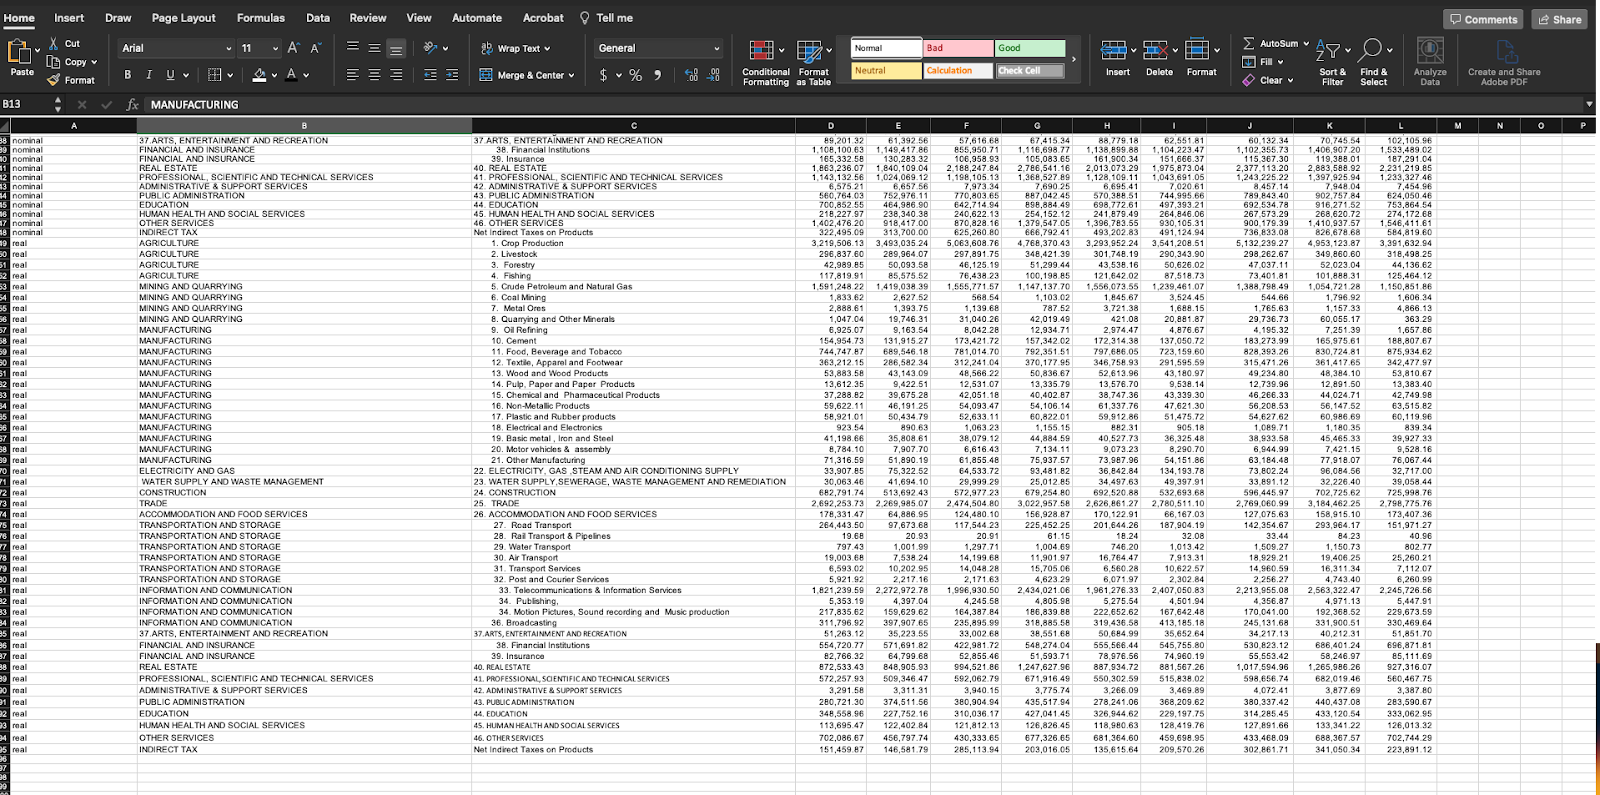 Home Insert Draw Page Layout Formulas Data Review View Automate Acrobat Tell me Comments Share
Paste Cut Copy Format Arial 11 Wrap Text Merge & Center General Conditional Formatting Format as Table Normal Bad Good Neutral Calculation Check Cell Insert Delete Format AutoSum Fill Clear Sort & Filter Find & Select Analyze Data Create and Share Adobe PDF
B13 fx MANUFACTURING
A B C D E F G H I J K L M N O P
nominal 37.ARTS, ENTERTAINMENT AND RECREATION 37.ARTS, ENTERTAINMENT AND RECREATION 89,201.32 61,392.56 57,616.68 67,415.34 88,779.18 62,551.81 60,132.34 70,745.54 102,105.96
nominal FINANCIAL AND INSURANCE 38. Financial Institutions 1,108,100.63 1,149,417.86 855,950.71 1,116,698.77 1,138,899.88 1,104,223.47 1,102,355.73 1,406,907.20 1,533,489.02
nominal FINANCIAL AND INSURANCE 39. Insurance 165,332.58 130,283.32 106,958.93 105,083.65 161,900.34 151,666.37 115,367.30 119,388.01 187,291.04
nominal REAL ESTATE 40. REAL ESTATE 1,863,236.07 1,840,109.04 2,188,247.84 2,786,541.16 2,013,073.29 1,975,873.04 2,377,113.20 2,883,588.92 2,231,219.85
nominal PROFESSIONAL, SCIENTIFIC AND TECHNICAL SERVICES 41. PROFESSIONAL, SCIENTIFIC AND TECHNICAL SERVICES 1,143,132.56 1,024,069.12 1,198,105.13 1,368,527.89 1,128,109.11 1,043,691.05 1,243,225.22 1,397,925.94 1,233,327.46
nominal ADMINISTRATIVE & SUPPORT SERVICES 42. ADMINISTRATIVE & SUPPORT SERVICES 6,575.21 6,657.56 7,973.34 7,690.25 6,695.41 7,020.61 8,457.14 7,948.04 7,454.96
nominal PUBLIC ADMINISTRATION 43. PUBLIC ADMINISTRATION 560,764.03 752,976.11 770,803.65 887,042.45 570,388.51 744,995.66 789,843.40 902,757.84 624,050.46
nominal EDUCATION 44. EDUCATION 700,852.55 464,986.90 642,714.94 898,884.49 698,772.61 497,393.21 692,534.78 916,271.52 753,864.54
nominal HUMAN HEALTH AND SOCIAL SERVICES 45. HUMAN HEALTH AND SOCIAL SERVICES 218,227.97 238,340.38 240,622.13 254,152.12 241,879.49 264,846.06 267,573.29 268,620.72 274,172.68
nominal OTHER SERVICES 46. OTHER SERVICES 1,402,476.20 918,417.00 870,828.16 1,379,547.05 1,396,783.55 930,105.31 900,179.39 1,410,937.57 1,546,411.61
nominal INDIRECT TAX Net Indirect Taxes on Products 322,495.09 313,700.00 625,260.80 666,792.41 493,202.83 491,124.94 736,833.08 826,678.68 584,819.60
real AGRICULTURE 1. Crop Production 3,219,506.13 3,493,035.24 5,063,608.76 4,768,370.43 3,293,952.24 3,541,208.51 5,132,239.27 4,953,123.87 3,391,632.94
real AGRICULTURE 2. Livestock 296,837.60 289,964.07 297,891.75 348,421.39 301,748.19 290,343.90 298,262.67 349,860.60 318,498.25
real AGRICULTURE 3. Forestry 42,989.85 50,093.58 46,125.19 51,299.44 43,538.16 50,626.02 47,037.11 52,023.04 44,136.62
real AGRICULTURE 4. Fishing 117,819.91 85,575.52 76,438.23 100,198.85 121,642.02 87,518.73 73,401.81 101,888.31 125,464.12
real MINING AND QUARRYING 5. Crude Petroleum and Natural Gas 1,591,248.22 1,419,038.39 1,555,771.57 1,147,137.70 1,556,073.55 1,239,461.07 1,388,798.49 1,054,721.28 1,150,851.86
real MINING AND QUARRYING 6. Coal Mining 1,833.62 2,627.52 568.54 1,103.02 1,845.67 3,524.45 544.66 1,796.92 1,606.34
real MINING AND QUARRYING 7. Metal Ores 2,888.61 1,393.75 1,139.68 787.52 3,721.38 1,688.15 1,765.63 1,157.33 4,866.13
real MINING AND QUARRYING 8. Quarrying and Other Minerals 1,047.04 19,746.31 31,040.26 42,019.49 421.08 20,881.87 29,736.73 60,055.17 363.29
real MANUFACTURING 9. Oil Refining 6,925.07 9,163.54 8,042.28 12,934.71 2,974.47 4,876.67 4,195.32 7,251.39 1,657.86
real MANUFACTURING 10. Cement 154,954.73 131,915.27 173,421.72 157,342.02 172,314.38 137,050.72 183,273.99 165,975.61 188,807.67
real MANUFACTURING 11. Food, Beverage and Tobacco 744,747.87 689,546.18 781,014.70 792,351.51 797,686.05 723,159.60 828,393.26 830,724.81 875,934.62
real MANUFACTURING 12. Textile, Apparel and Footwear 363,212.15 286,582.34 312,241.04 370,177.95 346,758.93 291,595.59 315,471.26 361,417.65 342,477.97
real MANUFACTURING 13. Wood and Wood Products 53,883.58 43,143.09 48,566.22 50,836.67 52,613.96 43,180.97 49,234.80 48,384.10 53,810.67
real MANUFACTURING 14. Pulp, Paper and Paper Products 13,612.35 9,422.51 12,531.07 13,335.79 13,576.70 9,538.14 12,739.96 12,891.50 13,383.40
real MANUFACTURING 15. Chemical and Pharmaceutical Products 37,288.82 39,675.28 42,051.18 40,402.87 38,747.36 43,339.30 46,266.33 44,024.71 42,749.98
real MANUFACTURING 16. Non-Metallic Products 59,622.11 46,191.25 54,093.47 54,106.14 61,337.76 47,621.30 56,208.53 56,147.52 63,515.82
real MANUFACTURING 17. Plastic and Rubber products 58,921.01 50,434.79 52,633.11 60,822.01 59,912.86 51,475.72 54,627.62 60,986.69 60,119.96
real MANUFACTURING 18. Electrical and Electronics 923.54 890.63 1,063.23 1,155.15 882.31 905.18 1,089.71 1,180.35 839.34
real MANUFACTURING 19. Basic metal , Iron and Steel 41,198.66 35,808.61 38,079.12 44,884.59 40,527.73 36,325.48 38,933.58 45,465.33 39,927.33
real MANUFACTURING 20. Motor vehicles & assembly 8,784.10 7,907.70 6,616.43 7,134.11 9,073.23 8,290.70 6,944.99 7,421.15 9,528.16
real MANUFACTURING 21. Other Manufacturing 71,316.59 51,890.19 61,855.48 75,937.57 73,987.96 54,151.86 63,184.48 77,918.07 76,067.44
real ELECTRICITY AND GAS 22. ELECTRICITY, GAS ,STEAM AND AIR CONDITIONING SUPPLY 33,907.85 75,322.52 64,533.72 93,481.82 36,842.84 134,193.78 73,802.24 96,084.56 32,717.00
real WATER SUPPLY AND WASTE MANAGEMENT 23. WATER SUPPLY,SEWERAGE, WASTE MANAGEMENT AND REMEDIATION 30,063.46 41,694.10 29,999.29 25,012.85 34,497.63 49,397.91 33,891.12 32,226.40 39,058.44
real CONSTRUCTION 24. CONSTRUCTION 682,791.74 513,692.43 572,977.23 679,254.80 692,520.88 532,693.68 596,445.97 702,725.62 725,998.76
real TRADE 25. TRADE 2,692,253.73 2,269,985.07 2,474,504.80 3,022,957.58 2,626,861.27 2,780,511.10 2,769,060.99 3,184,462.25 2,798,775.76
real ACCOMMODATION AND FOOD SERVICES 26. ACCOMMODATION AND FOOD SERVICES 178,331.47 64,886.95 124,480.10 156,928.87 170,122.91 66,167.03 127,075.63 158,915.10 173,407.36
real TRANSPORTATION AND STORAGE 27. Road Transport 264,443.50 97,673.68 117,544.23 225,452.25 201,644.26 187,904.19 142,354.67 293,964.17 151,971.27
real TRANSPORTATION AND STORAGE 28. Rail Transport & Pipelines 19.68 20.93 20.91 61.15 18.24 32.08 33.44 84.23 40.96
real TRANSPORTATION AND STORAGE 29. Water Transport 797.43 1,001.99 1,297.71 1,004.69 746.20 1,013.42 1,509.27 1,150.73 802.77
real TRANSPORTATION AND STORAGE 30. Air Transport 19,003.68 7,538.24 14,199.68 11,901.97 16,764.47 7,913.31 18,929.21 19,406.25 25,260.21
real TRANSPORTATION AND STORAGE 31. Transport Services 6,593.02 10,202.95 14,048.28 15,705.06 6,560.28 10,622.57 14,960.59 16,311.34 7,112.07
real TRANSPORTATION AND STORAGE 32. Post and Courier Services 5,921.92 2,217.16 2,171.63 4,623.29 6,071.97 2,302.84 2,256.27 4,743.40 6,260.99
real INFORMATION AND COMMUNICATION 33. Telecommunications & Information Services 1,821,239.59 2,272,972.78 1,996,930.50 2,434,021.06 1,961,276.33 2,407,050.83 2,213,955.08 2,563,322.47 2,245,726.56
real INFORMATION AND COMMUNICATION 34. Publishing, 5,353.19 4,397.04 4,245.58 4,805.98 5,275.54 4,501.94 4,356.87 4,971.13 5,447.91
real INFORMATION AND COMMUNICATION 34. Motion Pictures, Sound recording and Music production 217,835.62 159,629.62 164,387.84 186,839.88 222,652.62 167,642.48 170,041.00 192,368.52 229,673.59
real INFORMATION AND COMMUNICATION 36. Broadcasting 311,796.92 397,907.65 235,895.99 318,885.58 319,436.58 413,185.18 245,131.68 331,900.51 330,469.64
real 37.ARTS, ENTERTAINMENT AND RECREATION 37.ARTS, ENTERTAINMENT AND RECREATION 51,263.12 35,223.55 33,002.68 38,551.68 50,684.99 35,652.64 34,217.13 40,212.31 51,851.70
real FINANCIAL AND INSURANCE 38. Financial Institutions 554,720.77 571,691.82 422,981.72 548,274.04 555,566.44 545,755.80 530,823.12 686,401.24 696,871.81
real FINANCIAL AND INSURANCE 39. Insurance 82,766.32 64,799.68 52,855.46 51,593.71 78,976.56 74,960.19 55,553.42 58,246.97 85,111.69
real REAL ESTATE 40. REAL ESTATE 872,533.43 848,905.93 994,521.86 1,247,627.96 887,934.72 881,567.26 1,017,594.96 1,265,986.26 927,316.07
real PROFESSIONAL, SCIENTIFIC AND TECHNICAL SERVICES 41. PROFESSIONAL, SCIENTIFIC AND TECHNICAL SERVICES 572,257.93 509,346.47 592,062.79 671,916.49 550,302.59 515,838.02 598,656.74 682,019.46 560,467.75
real ADMINISTRATIVE & SUPPORT SERVICES 42. ADMINISTRATIVE & SUPPORT SERVICES 3,291.58 3,311.31 3,940.15 3,775.74 3,266.09 3,469.89 4,072.41 3,877.69 3,387.80
real PUBLIC ADMINISTRATION 43. PUBLIC ADMINISTRATION 280,721.30 374,511.56 380,904.94 435,517.94 278,241.06 368,209.62 380,337.42 440,437.08 283,590.67
real EDUCATION 44. EDUCATION 348,558.96 227,752.16 310,036.17 427,041.45 326,944.62 229,197.75 314,285.45 433,120.54 333,062.95
real HUMAN HEALTH AND SOCIAL SERVICES 45. HUMAN HEALTH AND SOCIAL SERVICES 113,695.47 122,402.84 121,812.13 126,826.45 118,980.63 128,419.76 127,891.66 133,341.22 126,013.32
real OTHER SERVICES 46. OTHER SERVICES 702,086.67 456,797.74 430,333.65 677,326.65 681,364.60 459,698.95 433,468.09 688,367.57 702,744.29
real INDIRECT TAX Net Indirect Taxes on Products 151,459.87 146,581.79 285,113.94 203,016.05 135,615.64 209,570.26 302,861.71 341,050.34 223,891.12